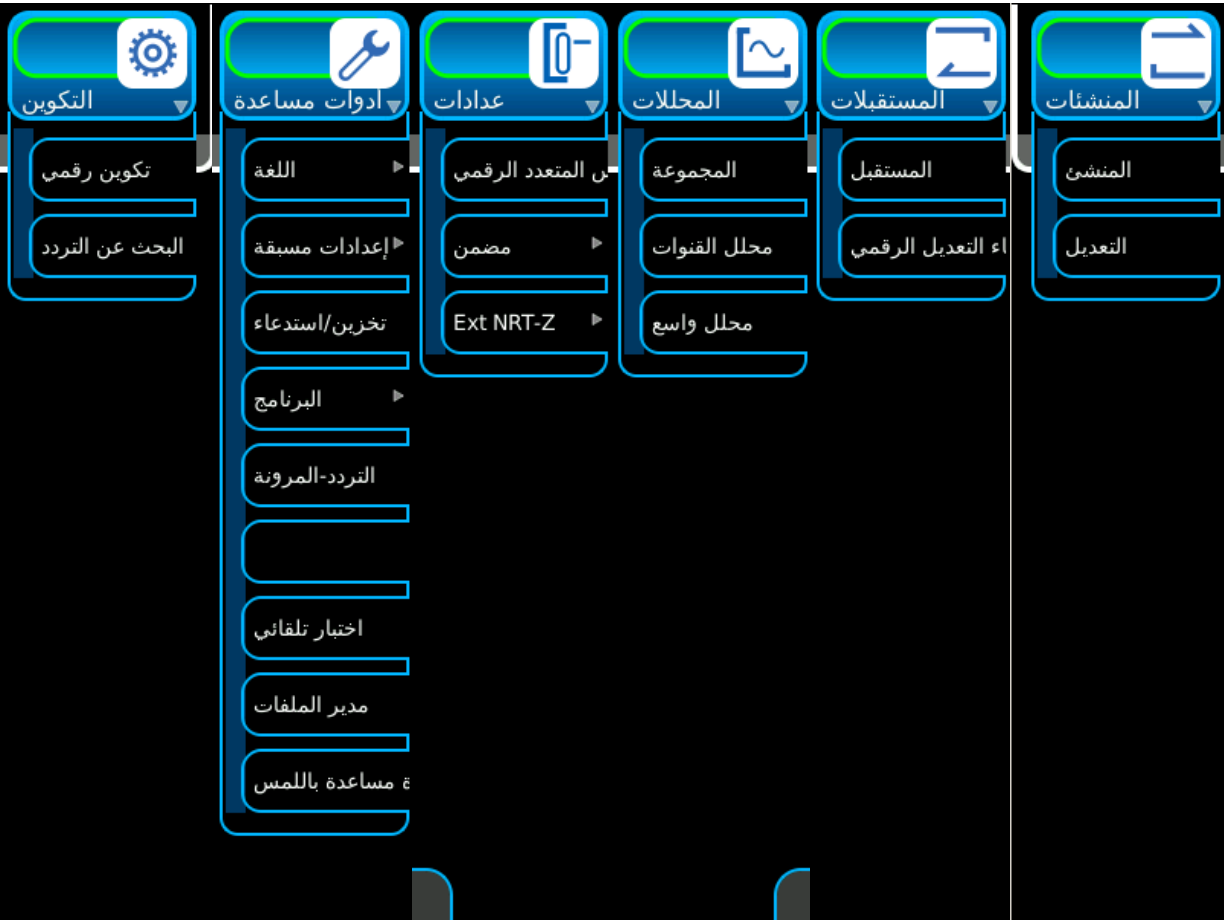 التكوين
تكوين رقمي
البحث عن التردد
أدوات مساعدة
اللغة
إعدادات مسبقة
تخزين/استدعاء
البرنامج
التردد-المرونة
اختبار تلقائي
مدير الملفات
مساعدة باللمس
عدادات
المتعدد الرقمي
مضمن
Ext NRT-Z
المحللات
المجموعة
محلل القنوات
محلل واسع
المستقبلات
المستقبل
التعديل الرقمي
المنشئات
المنشئ
التعديل